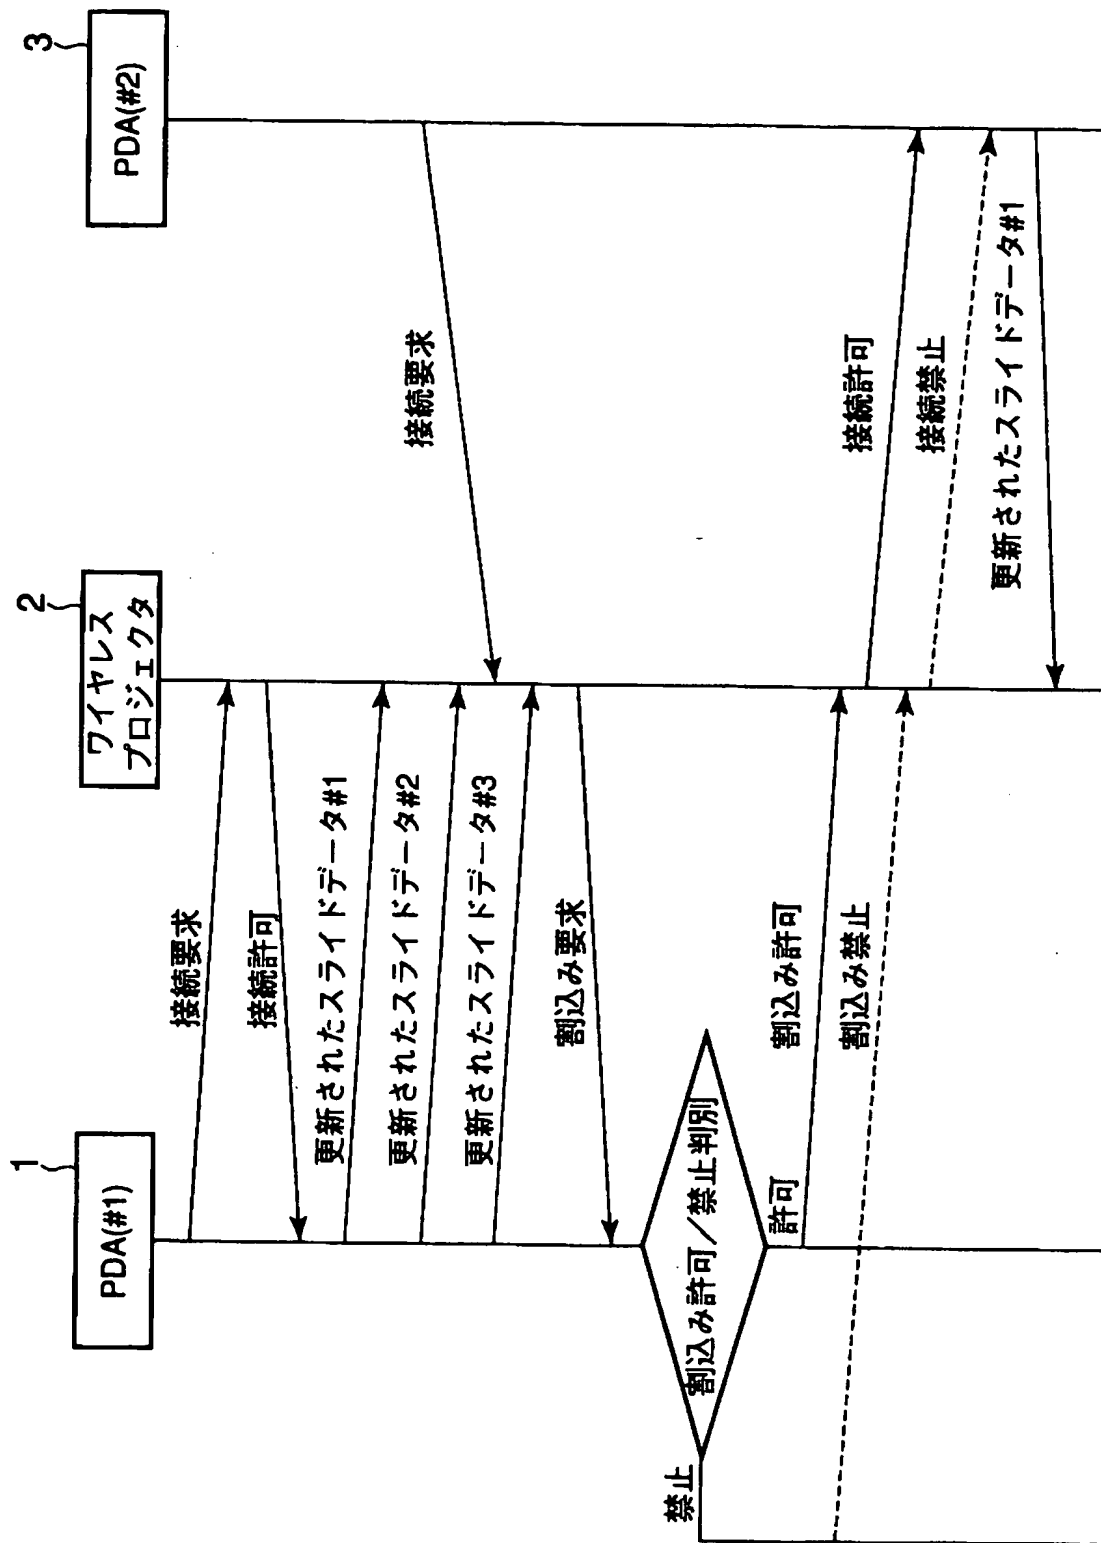 1
PDA(#1)
2
ワイヤレス
プロジェクタ
3
PDA(#2)
接続要求
接続許可
更新されたスライドデータ#1
更新されたスライドデータ#2
更新されたスライドデータ#3
接続要求
割込み要求
割込み許可/禁止判別
禁止
許可
割込み許可
割込み禁止
接続許可
接続禁止
更新されたスライドデータ#1